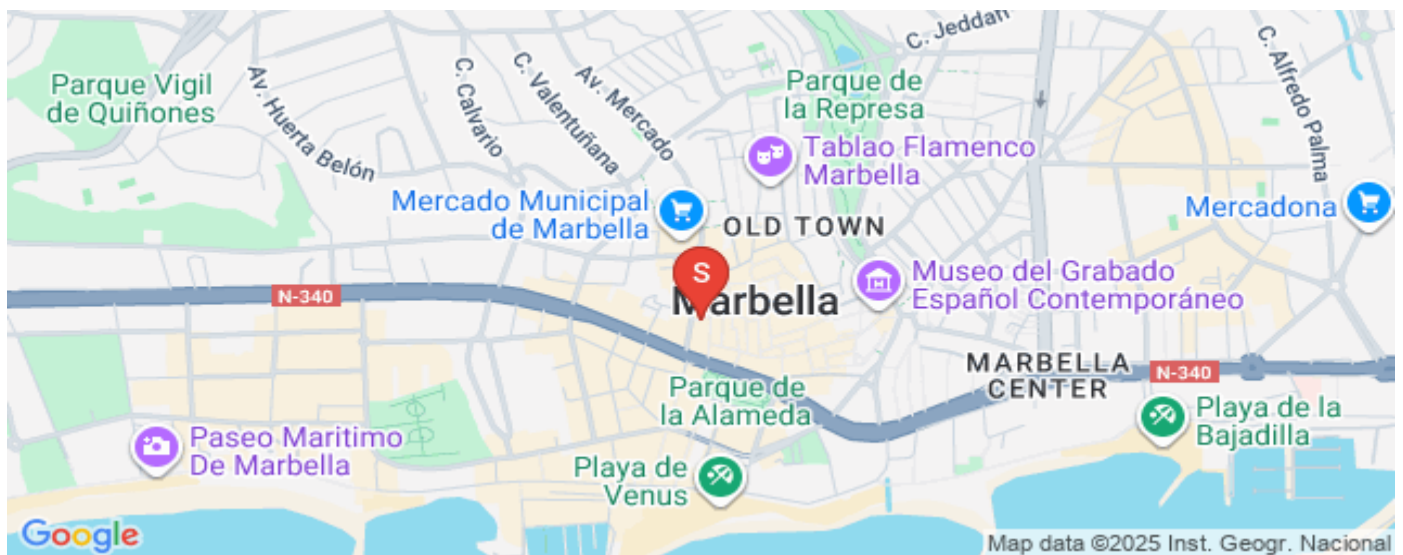 C. Jeddah
Parque Vigil
de Quiñones
Av. Huerta Belón
C. Calvario
C. Valentuñana
Av. Mercado
Parque de
la Represa
C. Alfredo Palma
Tablao Flamenco
Marbella
Mercado Municipal
de Marbella
OLD TOWN
Mercadona
S
Marbella
Museo del Grabado
Español Contemporáneo
N-340
MARBELLA
CENTER
N-340
Parque de
la Alameda
Playa de la
Bajadilla
Paseo Maritimo
De Marbella
Playa de
Venus
Google
Map data ©2025 Inst. Geogr. Nacional